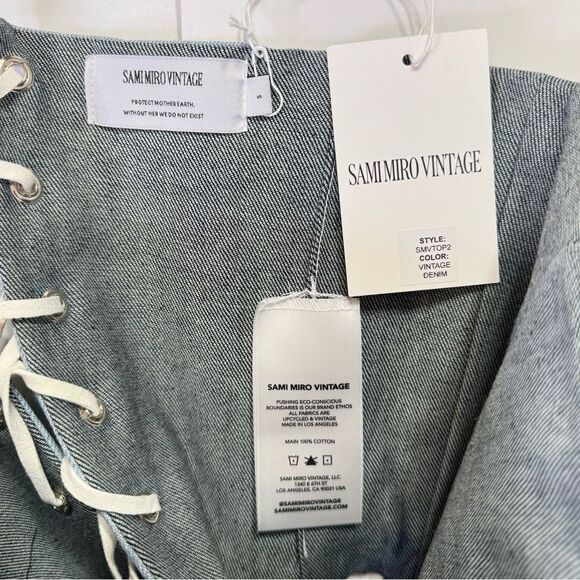 SAMI MIRO VINTAGE
PROTECT MOTHER EARTH.
WITHOUT HER WE DO NOT EXIST
S
SAMI MIRO VINTAGE
STYLE:
SMVTOP2
COLOR:
VINTAGE
DENIM
SAMI MIRO VINTAGE
PUSHING ECO-CONSCIOUS
BOUNDARIES IS OUR BRAND ETHOS
ALL FABRICS ARE
UPCYCLED & VINTAGE
MADE IN LOS ANGELES
MAIN 100% COTTON
SAMI MIRO VINTAGE, LLC
1340 E 6TH ST
LOS ANGELES, CA 90021 USA
@SAMIMIROVINTAGE
SAMIMIROVINTAGE.COM